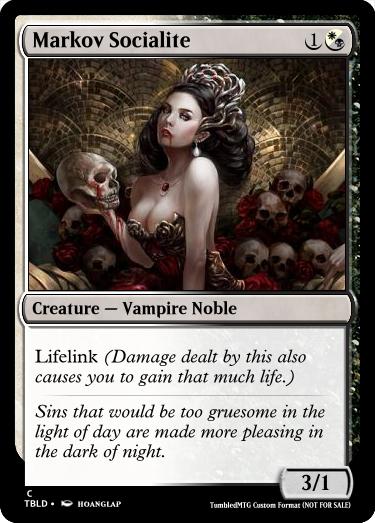 Markov Socialite 1
Creature — Vampire Noble
Lifelink (Damage dealt by this also
causes you to gain that much life.)
Sins that would be too gruesome in the
light of day are made more pleasing in
the dark of night.
3/1
C
TBLD • HOANGLAP
TumbledMTG Custom Format (NOT FOR SALE)